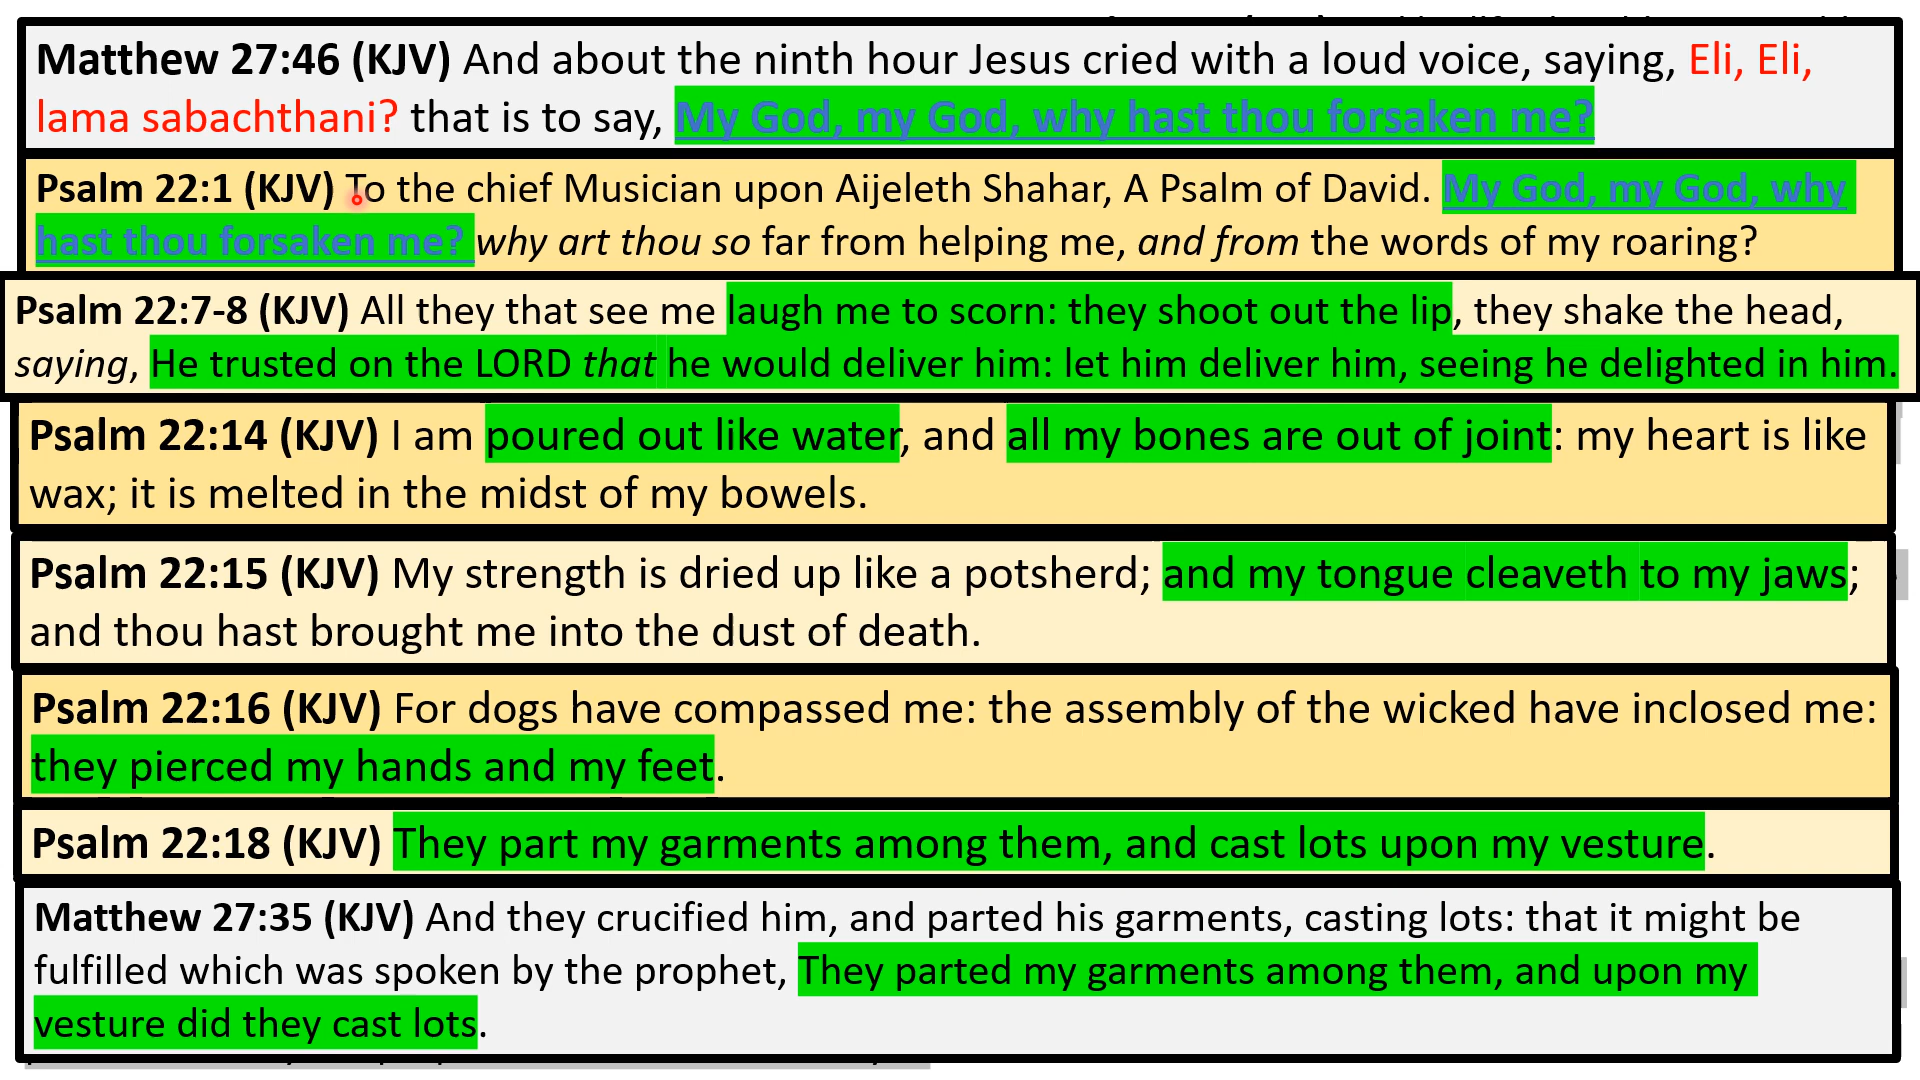 Matthew 27:46 (KJV) And about the ninth hour Jesus cried with a loud voice, saying, Eli, Eli,
lama sabachthani? that is to say, My God, my God, why hast thou forsaken me?
Psalm 22:1 (KJV) To the chief Musician upon Aijeleth Shahar, A Psalm of David. My God, my God, why
hast thou forsaken me? why art thou so far from helping me, and from the words of my roaring?
Psalm 22:7-8 (KJV) All they that see me laugh me to scorn: they shoot out the lip, they shake the head,
saying, He trusted on the LORD that he would deliver him: let him deliver him, seeing he delighted in him.
Psalm 22:14 (KJV) I am poured out like water, and all my bones are out of joint: my heart is like
wax; it is melted in the midst of my bowels.
Psalm 22:15 (KJV) My strength is dried up like a potsherd; and my tongue cleaveth to my jaws;
and thou hast brought me into the dust of death.
Psalm 22:16 (KJV) For dogs have compassed me: the assembly of the wicked have inclosed me:
they pierced my hands and my feet.
Psalm 22:18 (KJV) They part my garments among them, and cast lots upon my vesture.
Matthew 27:35 (KJV) And they crucified him, and parted his garments, casting lots: that it might be
fulfilled which was spoken by the prophet, They parted my garments among them, and upon my
vesture did they cast lots.